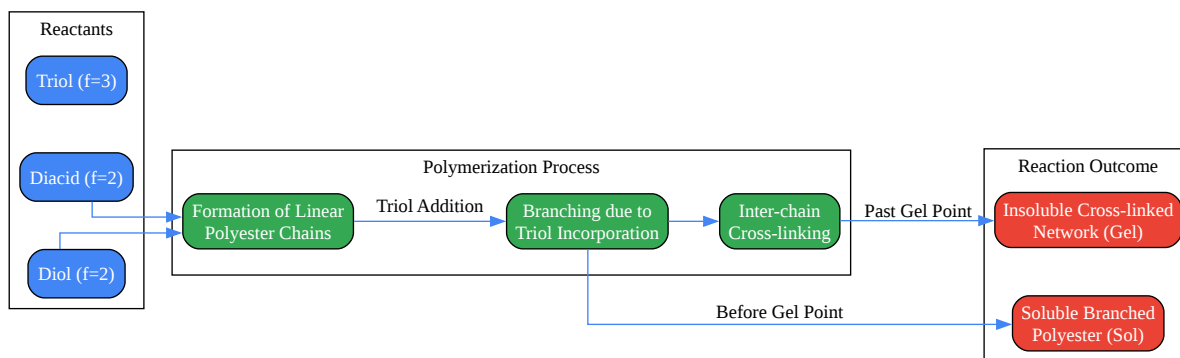 Reactants
Triol (f=3)
Diacid (f=2)
Diol (f=2)
Polymerization Process
Formation of Linear
Polyester Chains
Triol Addition
Branching due to
Triol Incorporation
Inter-chain
Cross-linking
Past Gel Point
Before Gel Point
Reaction Outcome
Insoluble Cross-linked
Network (Gel)
Soluble Branched
Polyester (Sol)